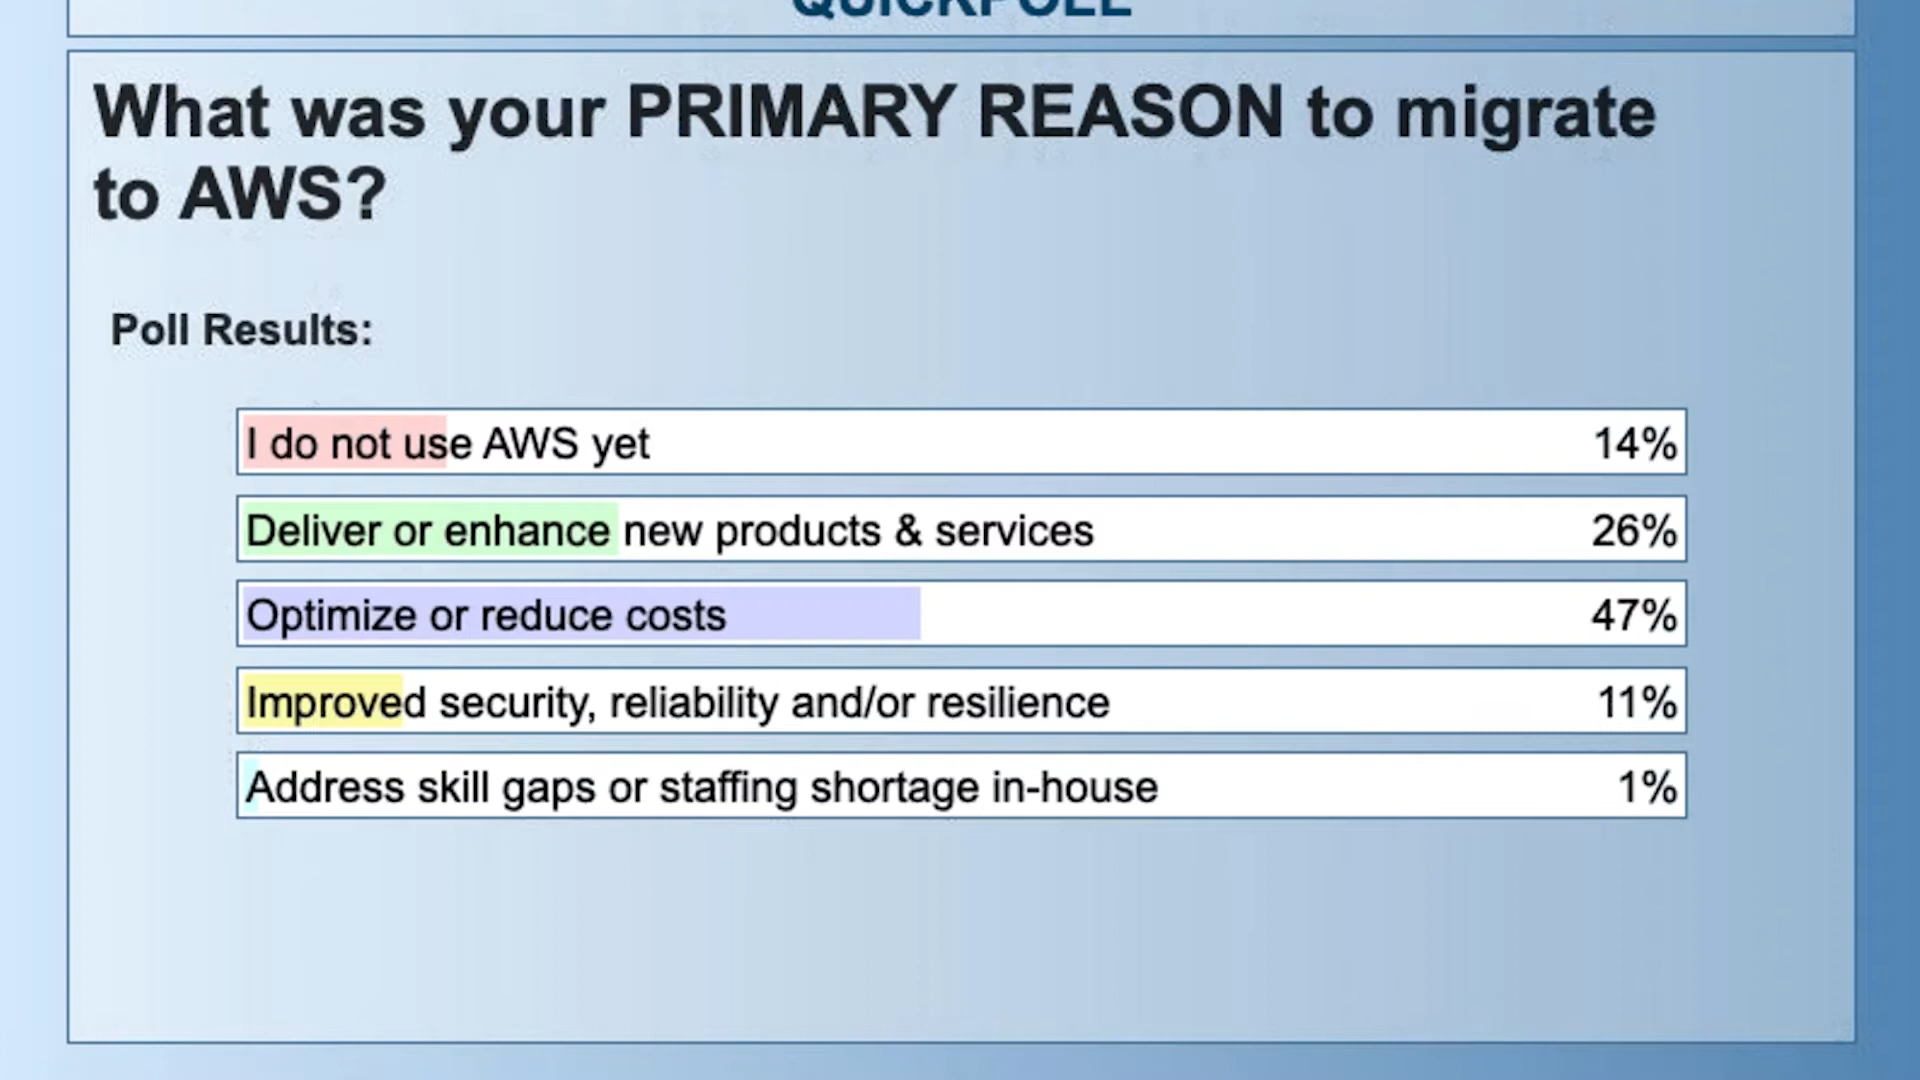 QUICKPOLL
What was your PRIMARY REASON to migrate
to AWS?
Poll Results:
I do not use AWS yet 14%
Deliver or enhance new products & services 26%
Optimize or reduce costs 47%
Improved security, reliability and/or resilience 11%
Address skill gaps or staffing shortage in-house 1%